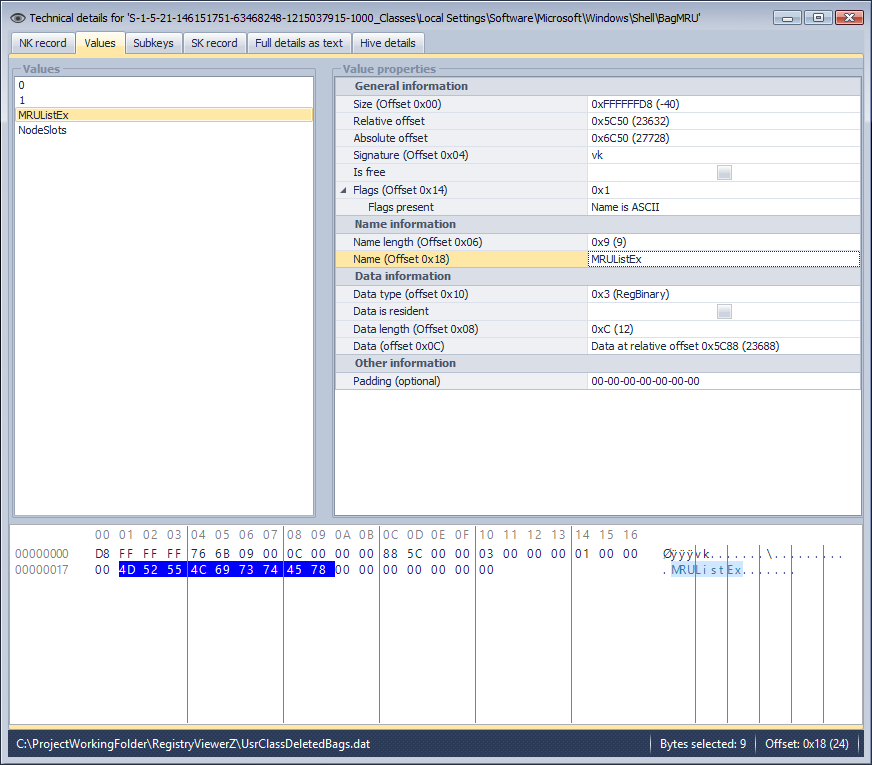 Technical details for 'S-1-5-21-146151751-63468248-1215037915-1000_Classes\Local Settings\Software\Microsoft\Windows\Shell\BagMRU'
NK record Values Subkeys SK record Full details as text Hive details
Values
0
1
MRUListEx
NodeSlots
Value properties
General information
Size (Offset 0x00) 0xFFFFFFD8 (-40)
Relative offset 0x5C50 (23632)
Absolute offset 0x6C50 (27728)
Signature (Offset 0x04) vk
Is free
Flags (Offset 0x14) 0x1
Flags present Name is ASCII
Name information
Name length (Offset 0x06) 0x9 (9)
Name (Offset 0x18) MRUListEx
Data information
Data type (offset 0x10) 0x3 (RegBinary)
Data is resident
Data length (Offset 0x08) 0xC (12)
Data (offset 0x0C) Data at relative offset 0x5C88 (23688)
Other information
Padding (optional) 00-00-00-00-00-00-00
00 01 02 03 04 05 06 07 08 09 0A 0B 0C 0D 0E 0F 10 11 12 13 14 15 16
00000000 D8 FF FF FF 76 6B 09 00 0C 00 00 00 88 5C 00 00 03 00 00 00 01 00 00 Øÿÿÿvk.......\.........
00000017 00 4D 52 55 4C 69 73 74 45 78 00 00 00 00 00 00 00 .MRUListEx.......
C:\ProjectWorkingFolder\RegistryViewerZ\UsrClassDeletedBags.dat Bytes selected: 9 Offset: 0x18 (24)